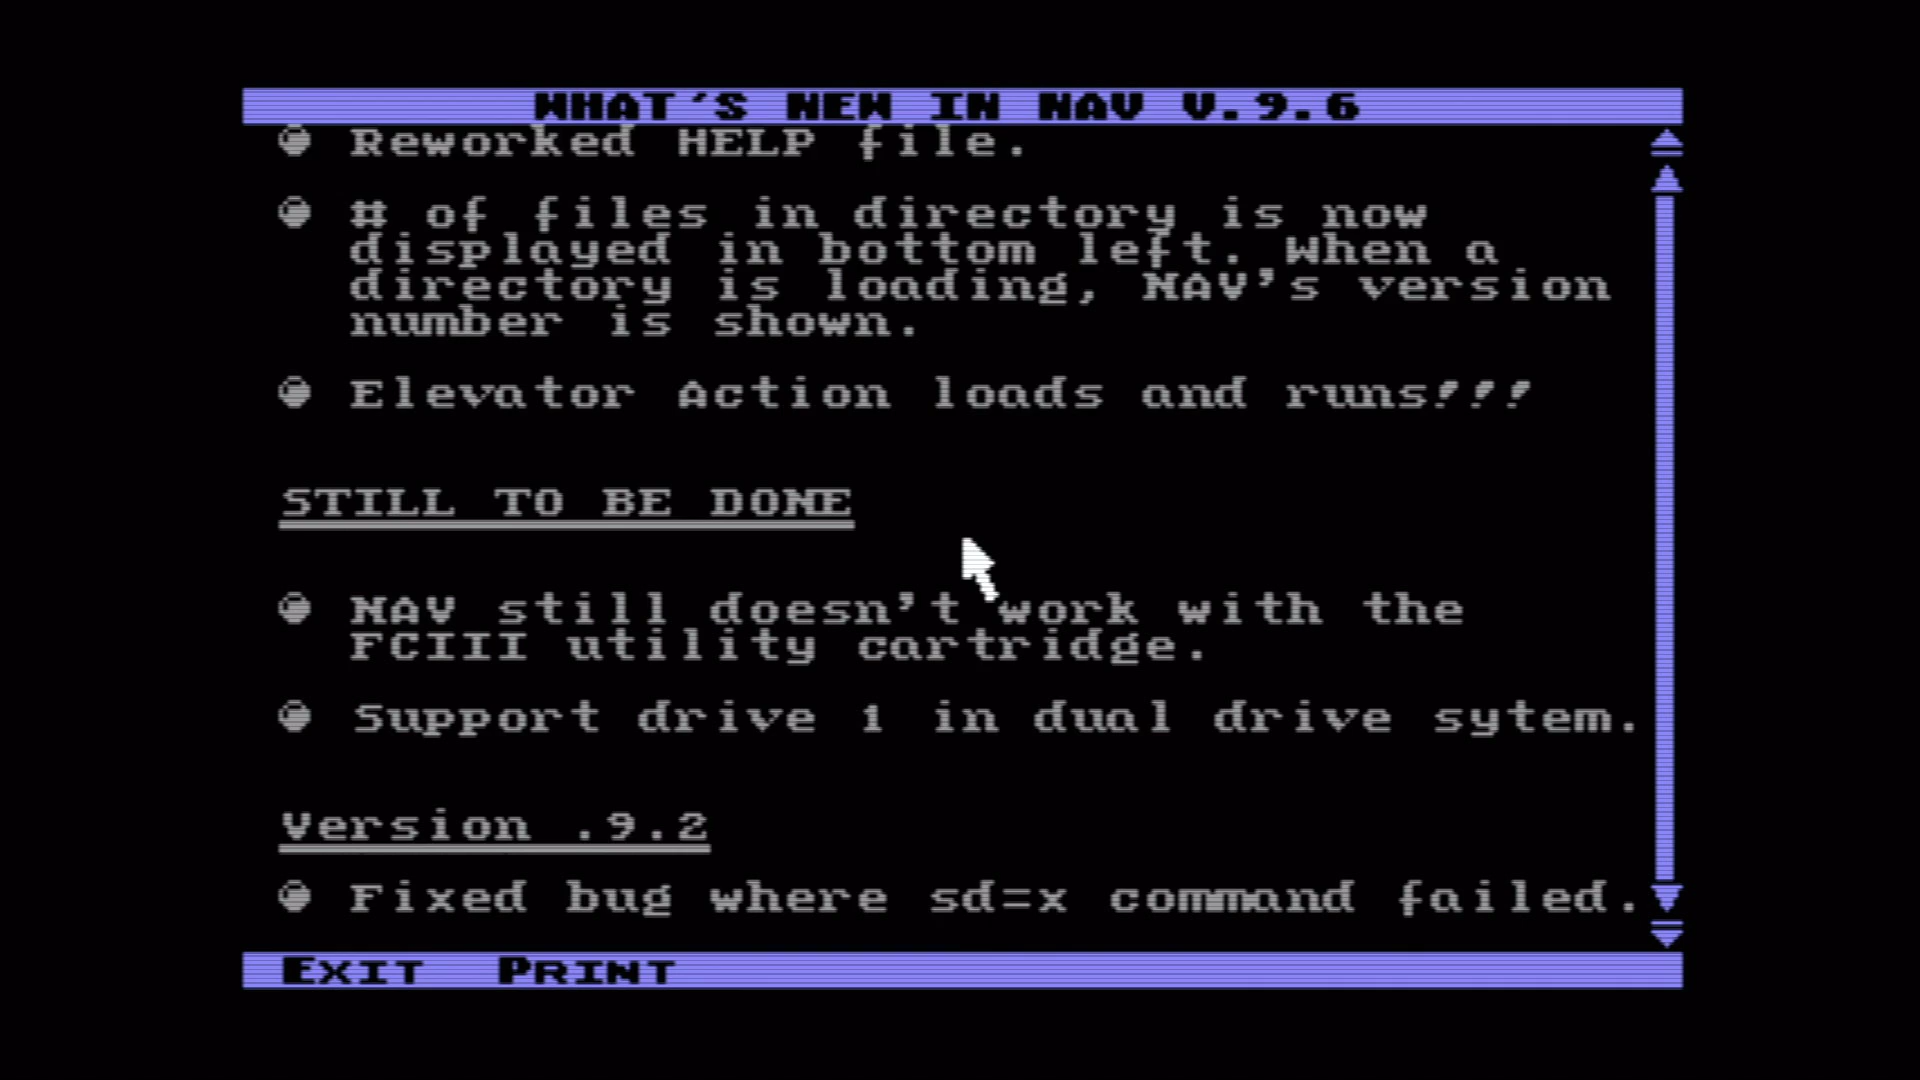 WHAT'S NEW IN NAV V.9.6
Reworked HELP file.
# of files in directory is now
displayed in bottom left. When a
directory is loading, NAV's version
number is shown.
Elevator Action loads and runs!!!
STILL TO BE DONE
NAV still doesn't work with the
FCIII utility cartridge.
Support drive 1 in dual drive sytem.
Version .9.2
Fixed bug where sd=x command failed.
EXIT PRINT